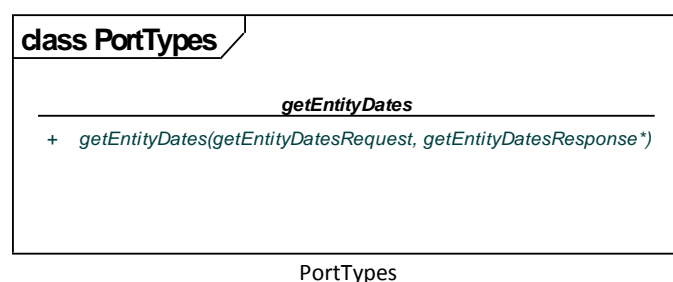 class PortTypes
getEntityDates
+ getEntityDates(getEntityDatesRequest, getEntityDatesResponse*)
PortTypes